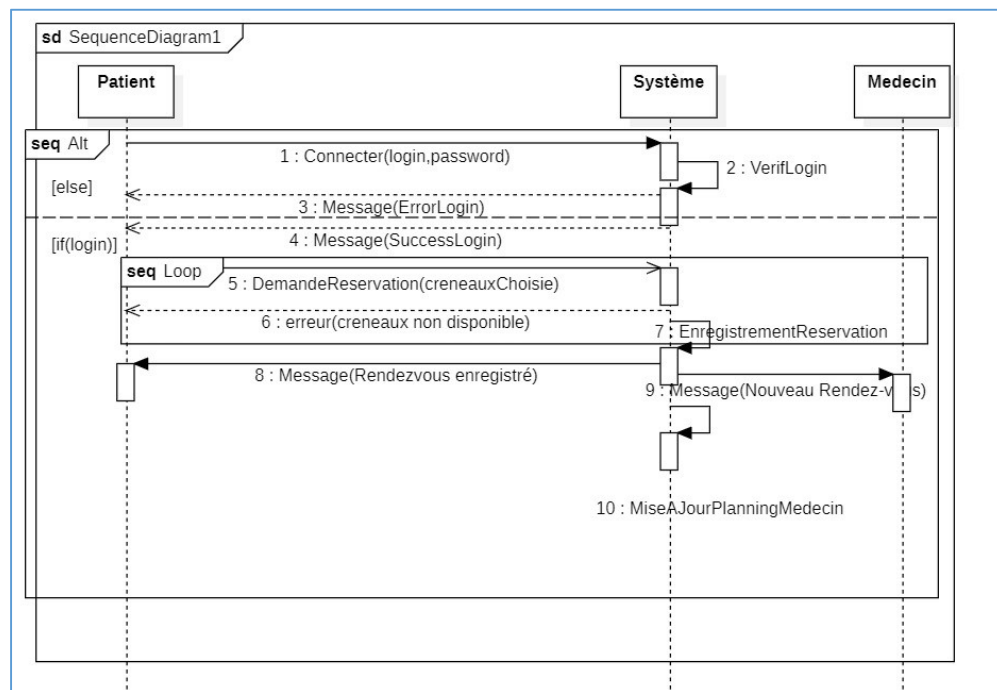 sd SequenceDiagram1
Patient
Système
Medecin
seq Alt
1 : Connecter(login,password)
2 : VerifLogin
[else]
3 : Message(ErrorLogin)
4 : Message(SuccessLogin)
[if(login)]
seq Loop
5 : DemandeReservation(creneauxChoisie)
6 : erreur(creneaux non disponible)
7 : EnregistrementReservation
8 : Message(Rendezvous enregistré)
9 : Message(Nouveau Rendez-vous)
10 : MiseAJourPlanningMedecin